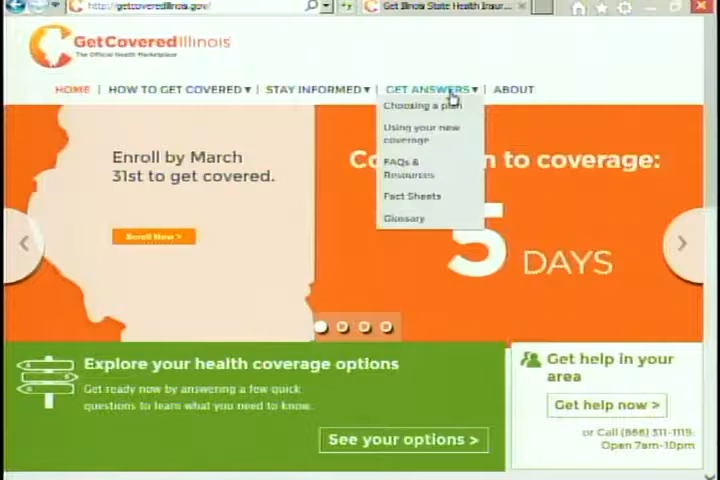 http://getcoveredillinois.gov/
Get Illinois State Health Insur...
GetCoveredIllinois
The Official Health Marketplace
HOME | HOW TO GET COVERED ▾ | STAY INFORMED ▾ | GET ANSWERS ▾ | ABOUT
Choosing a plan
Using your new
coverage
FAQs &
Resources
Fact Sheets
Glossary
Enroll by March
31st to get covered.
Enroll Now >
Co n to coverage:
5 DAYS
Explore your health coverage options
Get ready now by answering a few quick
questions to learn what you need to know.
See your options >
Get help in your
area
Get help now >
or Call (866) 311-1119:
Open 7am-10pm